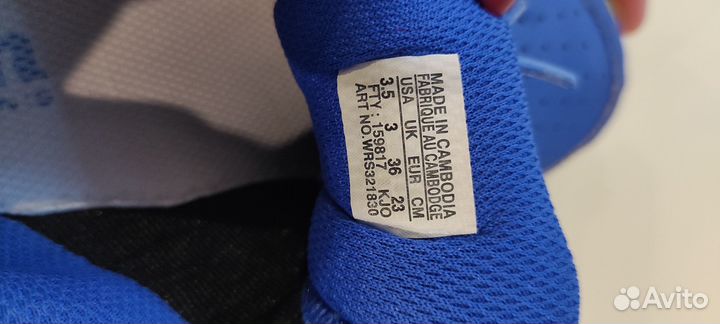 MADE IN CAMBODIA
FABRIQUE AU CAMBODGE
USA UK EUR CM
3.5 3 36 23
FTY : 159817 KJO
ART NO.WRS321830
Avito